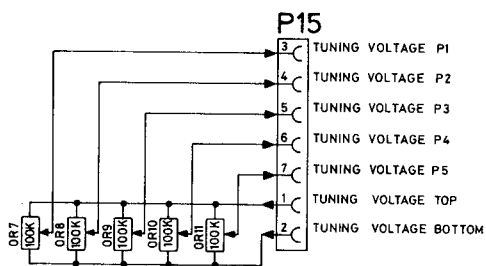 P15
3 TUNING VOLTAGE P1
4 TUNING VOLTAGE P2
5 TUNING VOLTAGE P3
6 TUNING VOLTAGE P4
7 TUNING VOLTAGE P5
1 TUNING VOLTAGE TOP
2 TUNING VOLTAGE BOTTOM
0R7 100K
0R8 100K
0R9 100K
0R10 100K
0R11 100K